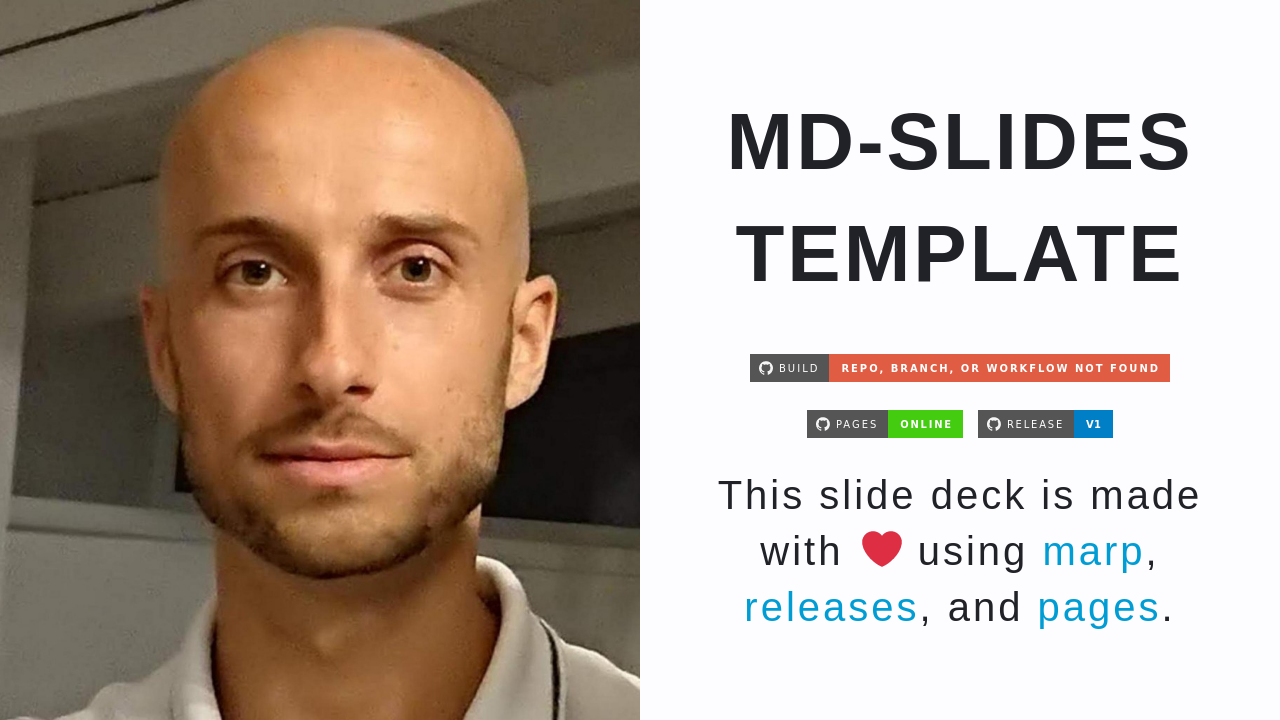 MD-SLIDES
TEMPLATE
BUILD REPO, BRANCH, OR WORKFLOW NOT FOUND
PAGES ONLINE RELEASE V1
This slide deck is made
with ❤️ using marp,
releases, and pages.